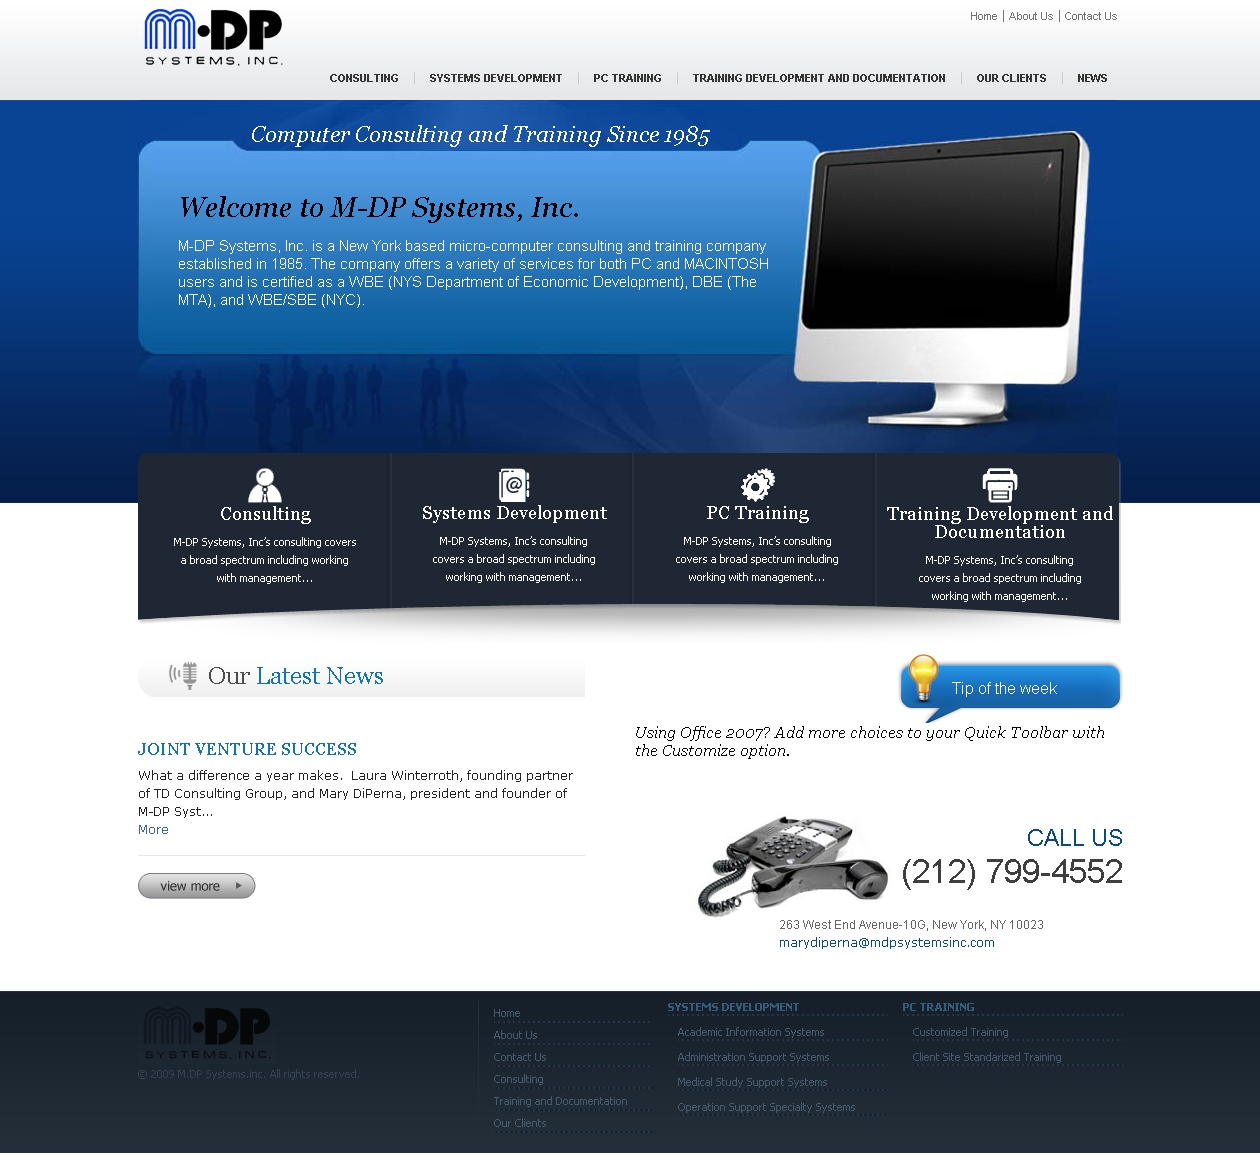 M·DP
SYSTEMS, INC.
Home | About Us | Contact Us
CONSULTING
SYSTEMS DEVELOPMENT
PC TRAINING
TRAINING DEVELOPMENT AND DOCUMENTATION
OUR CLIENTS
NEWS
Computer Consulting and Training Since 1985
Welcome to M-DP Systems, Inc.
M-DP Systems, Inc. is a New York based micro-computer consulting and training company
established in 1985. The company offers a variety of services for both PC and MACINTOSH
users and is certified as a WBE (NYS Department of Economic Development), DBE (The
MTA), and WBE/SBE (NYC).
Consulting
M-DP Systems, Inc's consulting covers
a broad spectrum including working
with management...
Systems Development
M-DP Systems, Inc's consulting
covers a broad spectrum including
working with management...
PC Training
M-DP Systems, Inc's consulting
covers a broad spectrum including
working with management...
Training Development and
Documentation
M-DP Systems, Inc's consulting
covers a broad spectrum including
working with management...
Our Latest News
JOINT VENTURE SUCCESS
What a difference a year makes.  Laura Winterroth, founding partner
of TD Consulting Group, and Mary DiPerna, president and founder of
M-DP Syst...
More
view more
Tip of the week
Using Office 2007? Add more choices to your Quick Toolbar with
the Customize option.
CALL US
(212) 799-4552
263 West End Avenue-10G, New York, NY 10023
marydiperna@mdpsystemsinc.com
M·DP
SYSTEMS, INC.
© 2009 M.DP Systems.inc. All rights reserved.
Home
About Us
Contact Us
Consulting
Training and Documentation
Our Clients
SYSTEMS DEVELOPMENT
Academic Information Systems
Administration Support Systems
Medical Study Support Systems
Operation Support Specialty Systems
PC TRAINING
Customized Training
Client Site Standarized Training